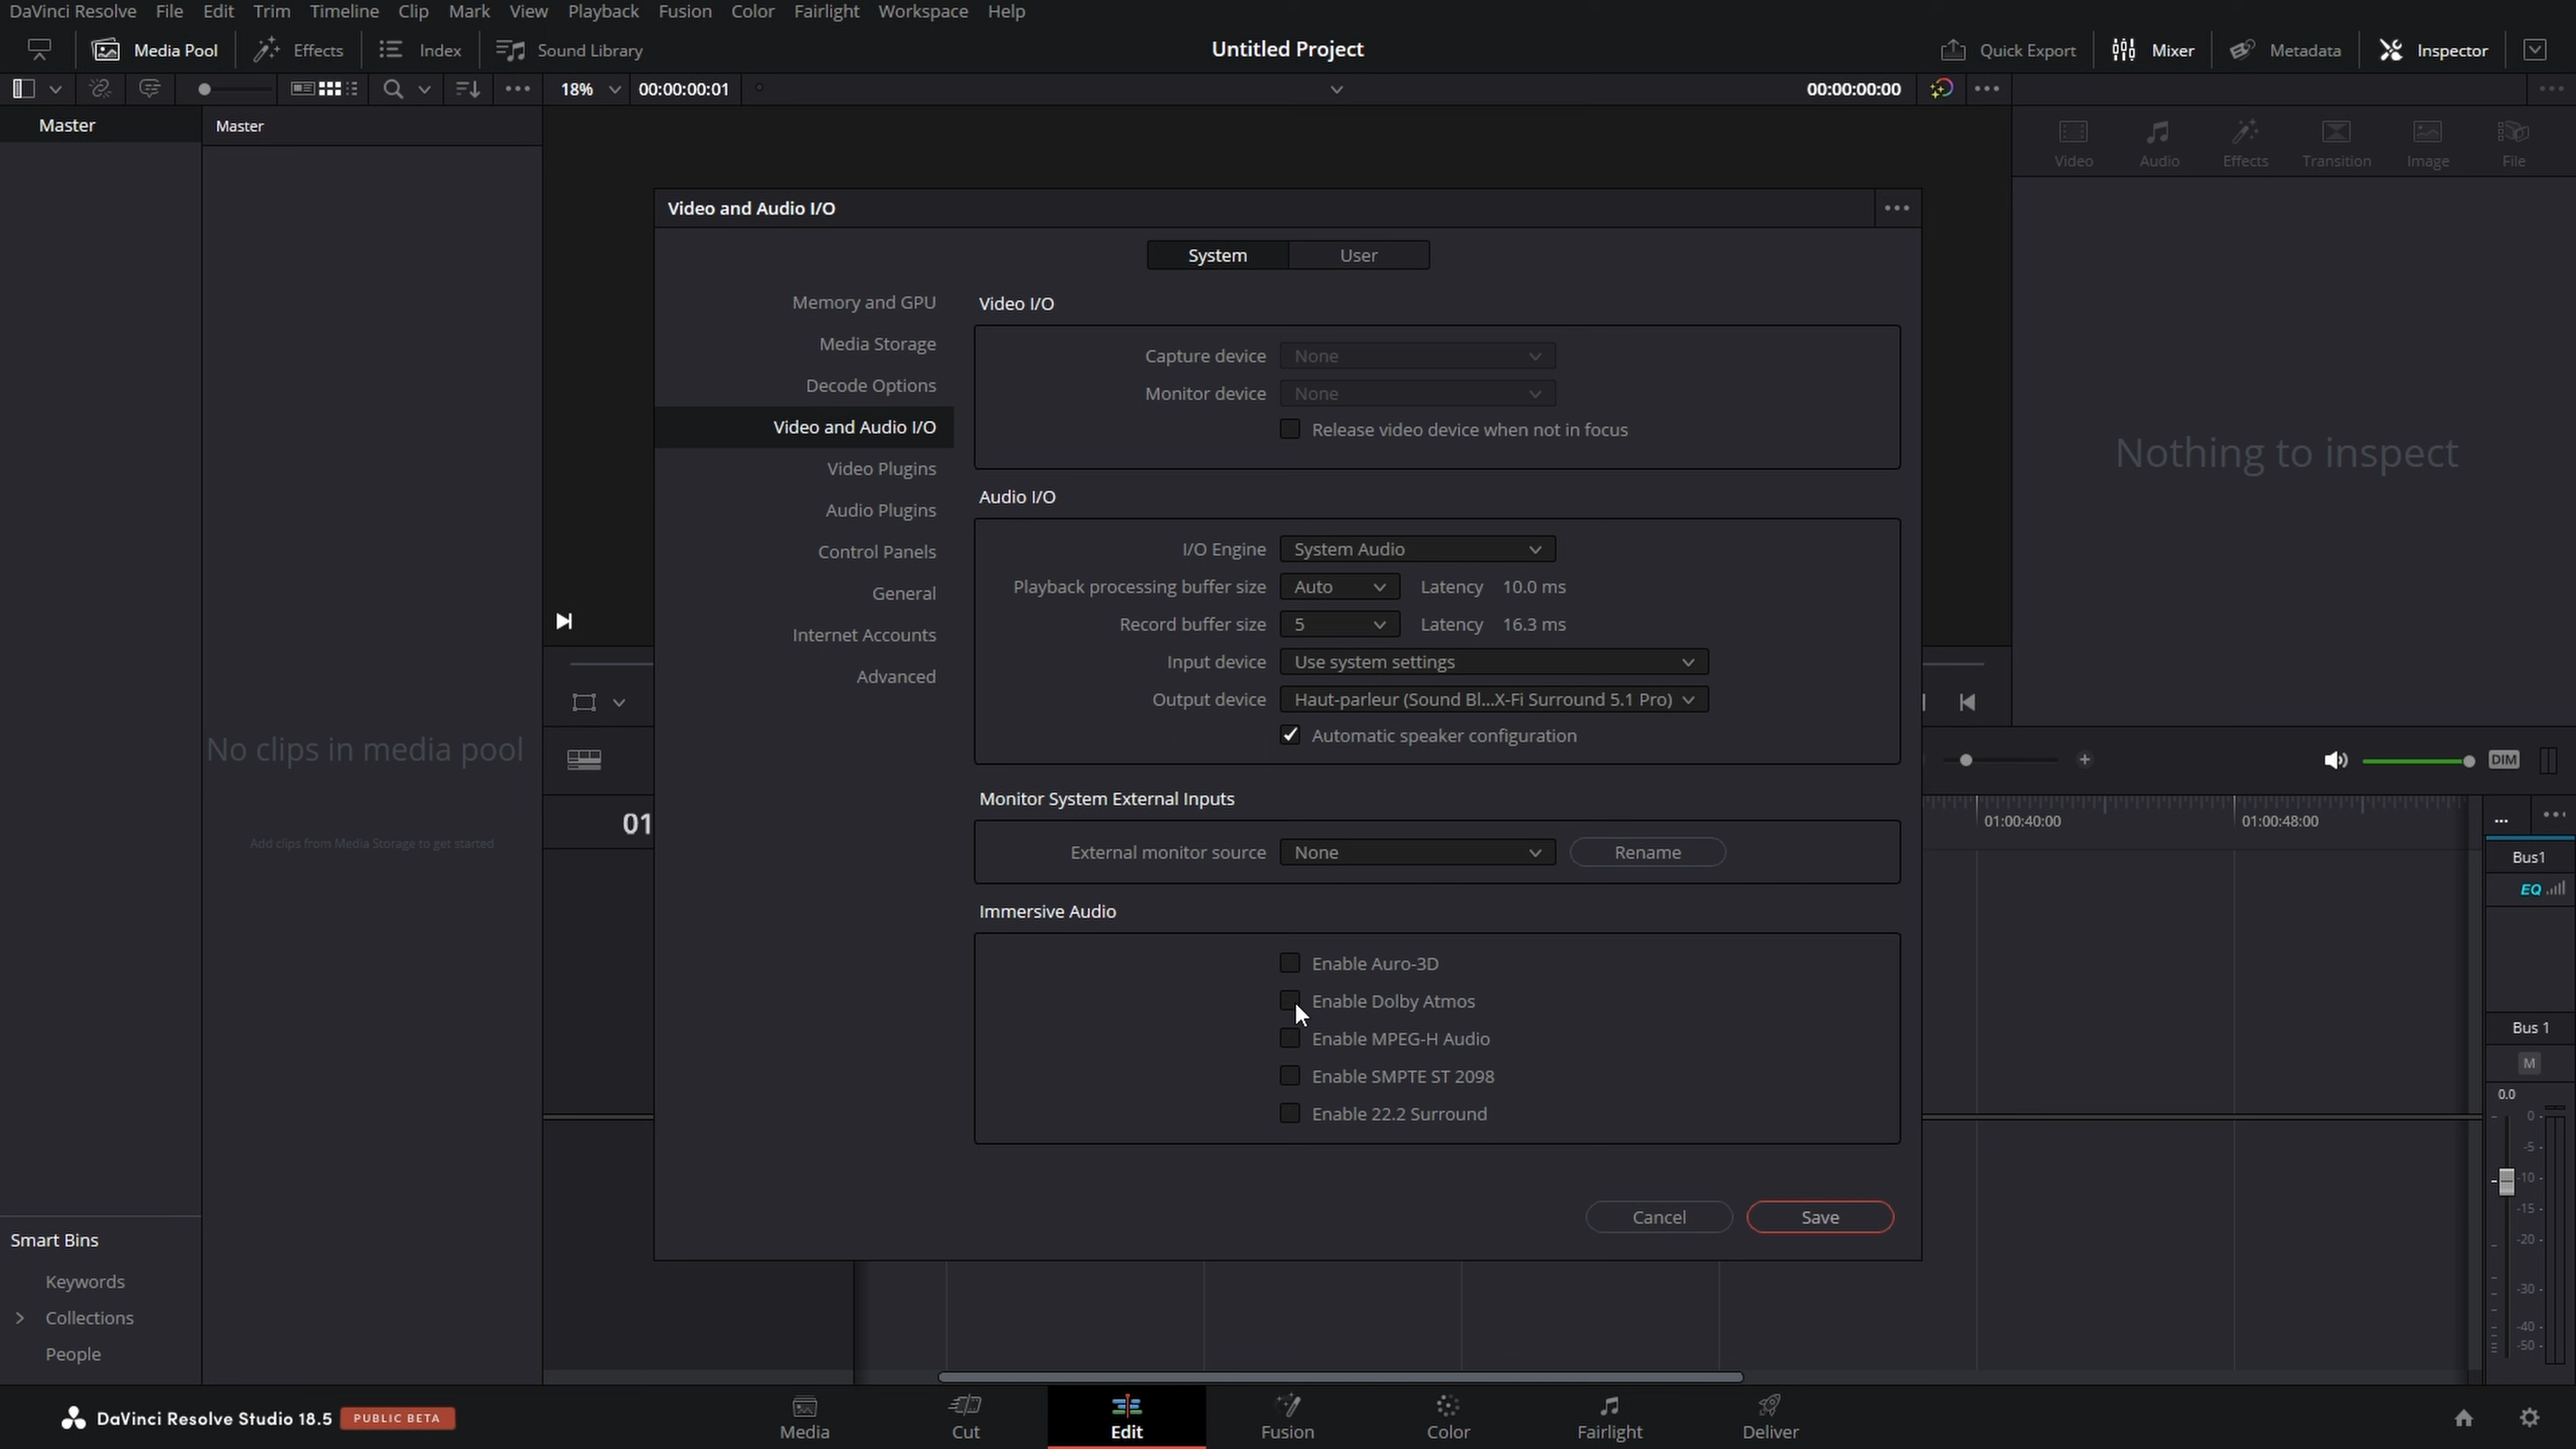 DaVinci Resolve File Edit Trim Timeline Clip Mark View Playback Fusion Color Fairlight Workspace Help
Media Pool Effects Index Sound Library Untitled Project Quick Export Mixer Metadata Inspector
18% 00:00:00:01 00:00:00:00
Master Master
Video Audio Effects Transition Image File
Video and Audio I/O
System User
Memory and GPU
Media Storage
Decode Options
Video and Audio I/O
Video Plugins
Audio Plugins
Control Panels
General
Internet Accounts
Advanced
Video I/O
Capture device None
Monitor device None
Release video device when not in focus
Audio I/O
I/O Engine System Audio
Playback processing buffer size Auto Latency 10.0 ms
Record buffer size 5 Latency 16.3 ms
Input device Use system settings
Output device Haut-parleur (Sound Bl...X-Fi Surround 5.1 Pro)
Automatic speaker configuration
Monitor System External Inputs
External monitor source None Rename
Immersive Audio
Enable Auro-3D
Enable Dolby Atmos
Enable MPEG-H Audio
Enable SMPTE ST 2098
Enable 22.2 Surround
Cancel Save
Nothing to inspect
No clips in media pool
Add clips from Media Storage to get started
DIM
01
01:00:40:00 01:00:48:00
Bus1
EQ
Bus 1
M
0.0
0
-5
-10
-15
-20
-30
-40
-50
Smart Bins
Keywords
Collections
People
DaVinci Resolve Studio 18.5 PUBLIC BETA
Media Cut Edit Fusion Color Fairlight Deliver